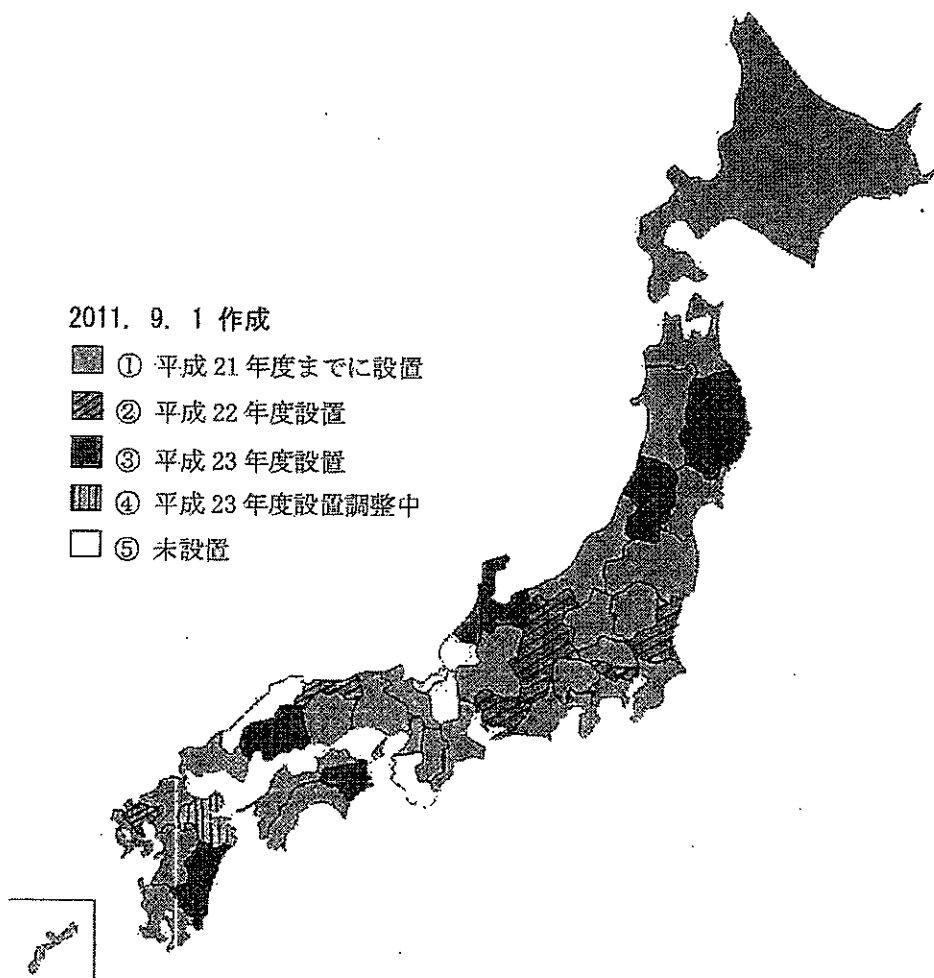 2011. 9. 1 作成
① 平成 21 年度までに設置
② 平成 22 年度設置
③ 平成 23 年度設置
④ 平成 23 年度設置調整中
⑤ 未設置